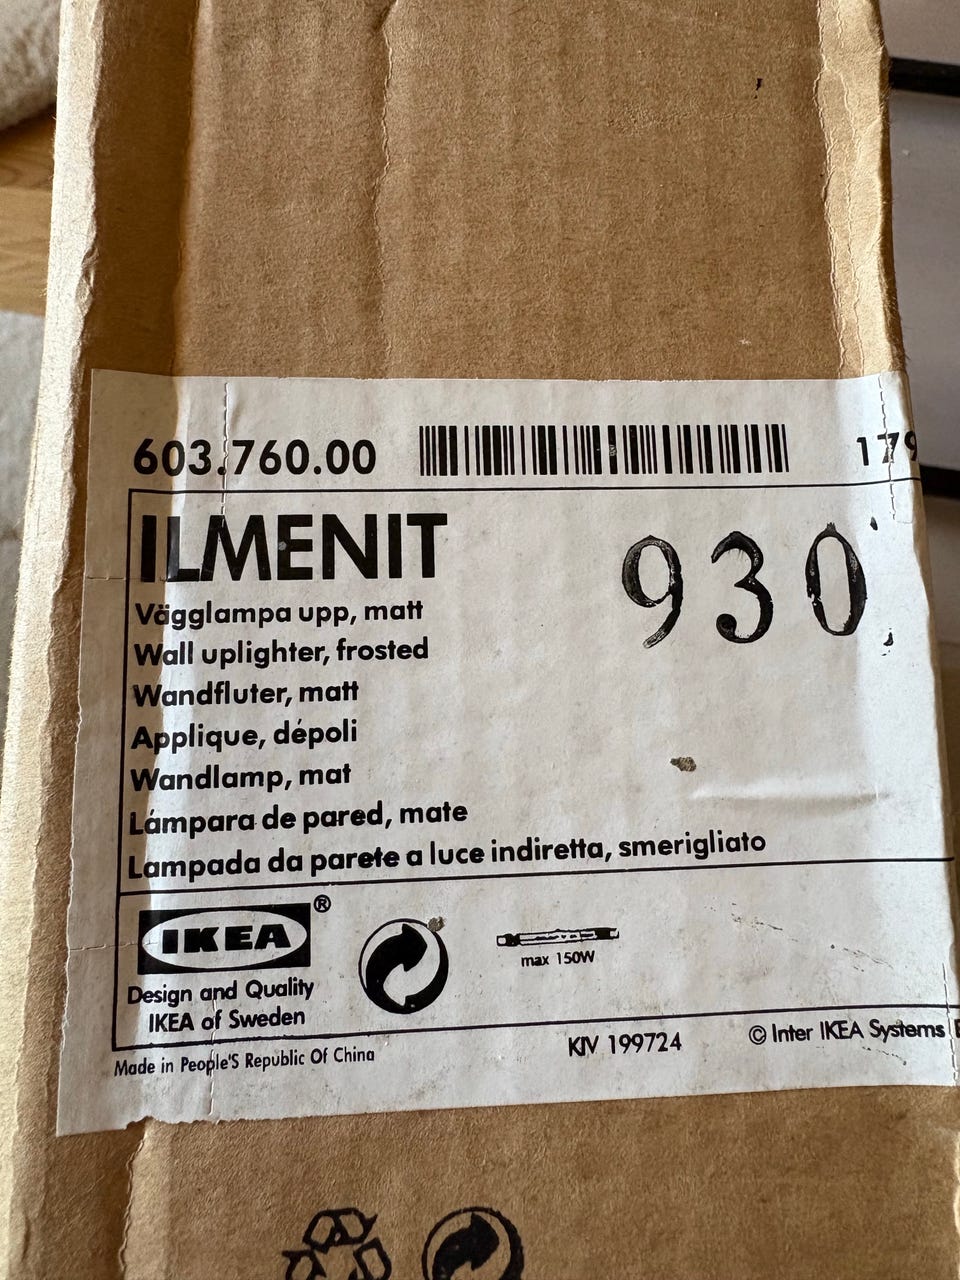 603.760.00 179
ILMENIT
930
Vägglampa upp, matt
Wall uplighter, frosted
Wandfluter, matt
Applique, dépoli
Wandlamp, mat
Lámpara de pared, mate
Lampada da parete a luce indiretta, smerigliato
IKEA®
max 150W
Design and Quality
IKEA of Sweden
Made in People'S Republic Of China
KJV 199724
© Inter IKEA Systems